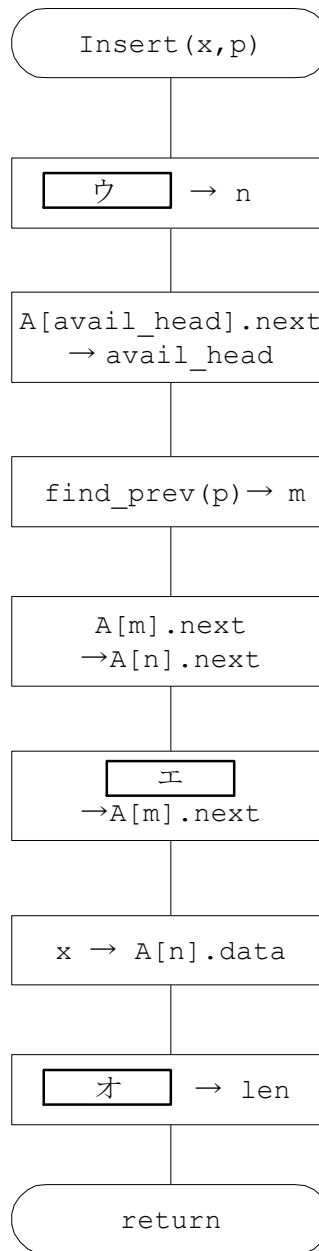 Insert(x,p)
ウ → n
A[avail_head].next
→ avail_head
find_prev(p)→ m
A[m].next
→A[n].next
エ
→A[m].next
x → A[n].data
オ → len
return